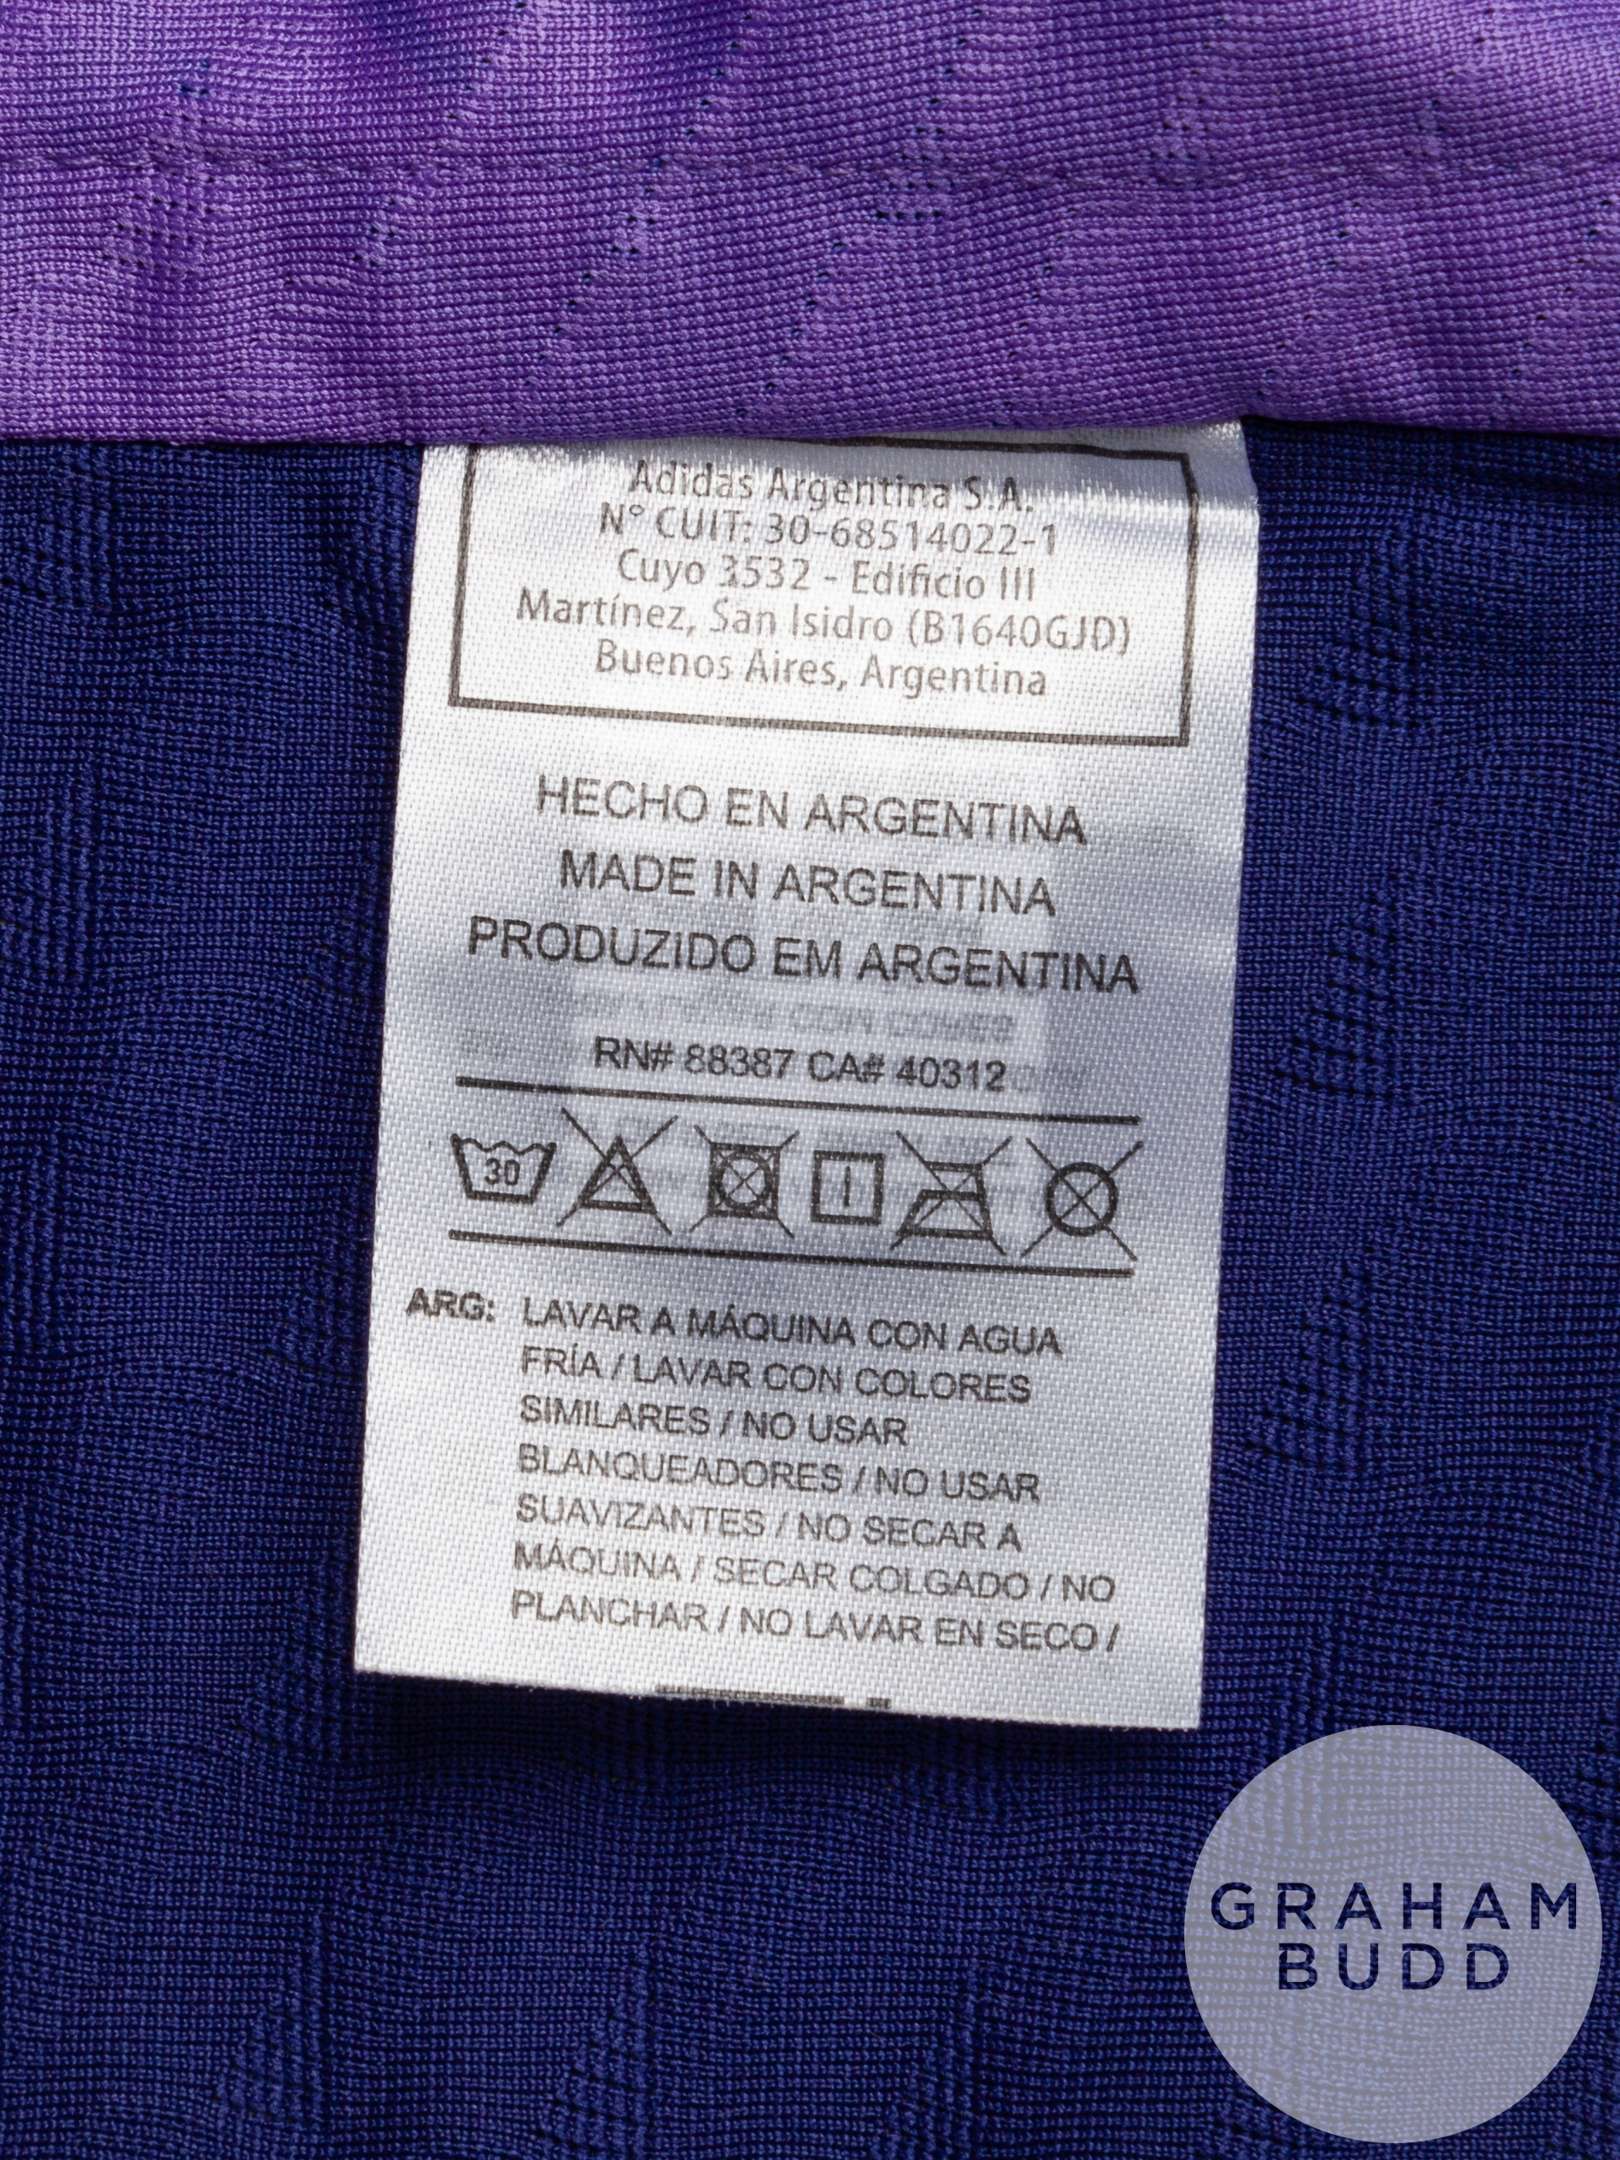 Adidas Argentina S.A.
N° CUIT: 30-68514022-1
Cuyo 3532 - Edificio III
Martínez, San Isidro (B1640GJD)
Buenos Aires, Argentina
HECHO EN ARGENTINA
MADE IN ARGENTINA
PRODUZIDO EM ARGENTINA
RN# 88387 CA# 40312
30
ARG: LAVAR A MÁQUINA CON AGUA
FRÍA / LAVAR CON COLORES
SIMILARES / NO USAR
BLANQUEADORES / NO USAR
SUAVIZANTES / NO SECAR A
MÁQUINA / SECAR COLGADO / NO
PLANCHAR / NO LAVAR EN SECO /
GRAHAM
BUDD